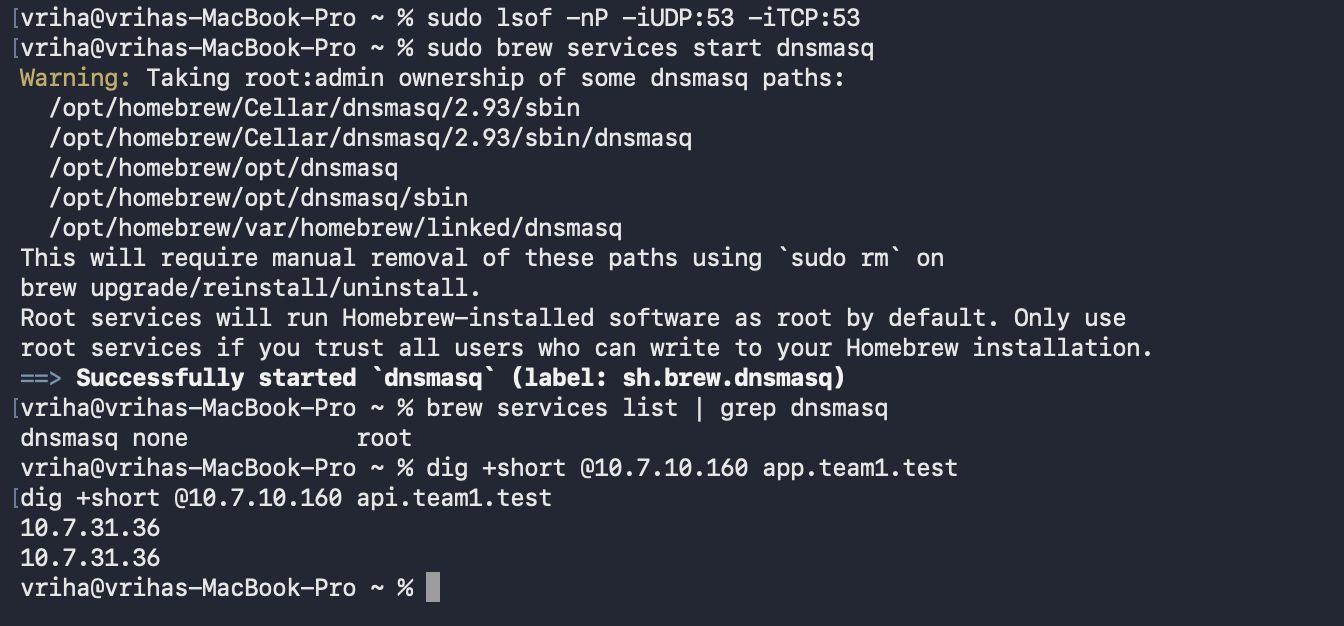 [vriha@vrihas-MacBook-Pro ~ % sudo lsof -nP -iUDP:53 -iTCP:53
[vriha@vrihas-MacBook-Pro ~ % sudo brew services start dnsmasq
Warning: Taking root:admin ownership of some dnsmasq paths:
  /opt/homebrew/Cellar/dnsmasq/2.93/sbin
  /opt/homebrew/Cellar/dnsmasq/2.93/sbin/dnsmasq
  /opt/homebrew/opt/dnsmasq
  /opt/homebrew/opt/dnsmasq/sbin
  /opt/homebrew/var/homebrew/linked/dnsmasq
This will require manual removal of these paths using `sudo rm` on
brew upgrade/reinstall/uninstall.
Root services will run Homebrew-installed software as root by default. Only use
root services if you trust all users who can write to your Homebrew installation.
==> Successfully started `dnsmasq` (label: sh.brew.dnsmasq)
[vriha@vrihas-MacBook-Pro ~ % brew services list | grep dnsmasq
dnsmasq none            root
vriha@vrihas-MacBook-Pro ~ % dig +short @10.7.10.160 app.team1.test
[dig +short @10.7.10.160 api.team1.test
10.7.31.36
10.7.31.36
vriha@vrihas-MacBook-Pro ~ %